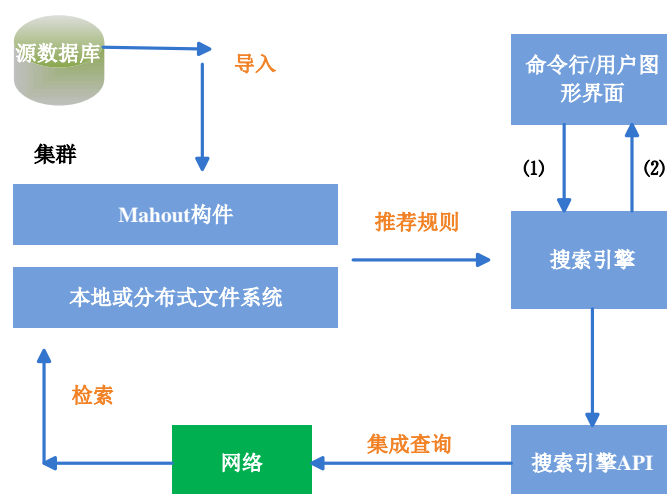 源数据库
导入
命令行/用户图
形界面
集群
(1)
(2)
Mahout构件
推荐规则
搜索引擎
本地或分布式文件系统
检索
网络
集成查询
搜索引擎API